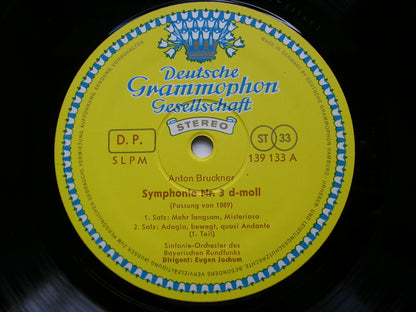 Deutsche
Grammophon
Gesellschaft
STEREO
D. P.
SLPM
ST 33
139 133 A
Anton Bruckner
Symphonie Nr. 3 d-moll
(Fassung von 1889)
1. Satz: Mehr langsam, Misterioso
2. Satz: Adagio, bewegt, quasi Andante
(1. Teil)
Sinfonie-Orchester des
Bayerischen Rundfunks
Dirigent: Eugen Jochum